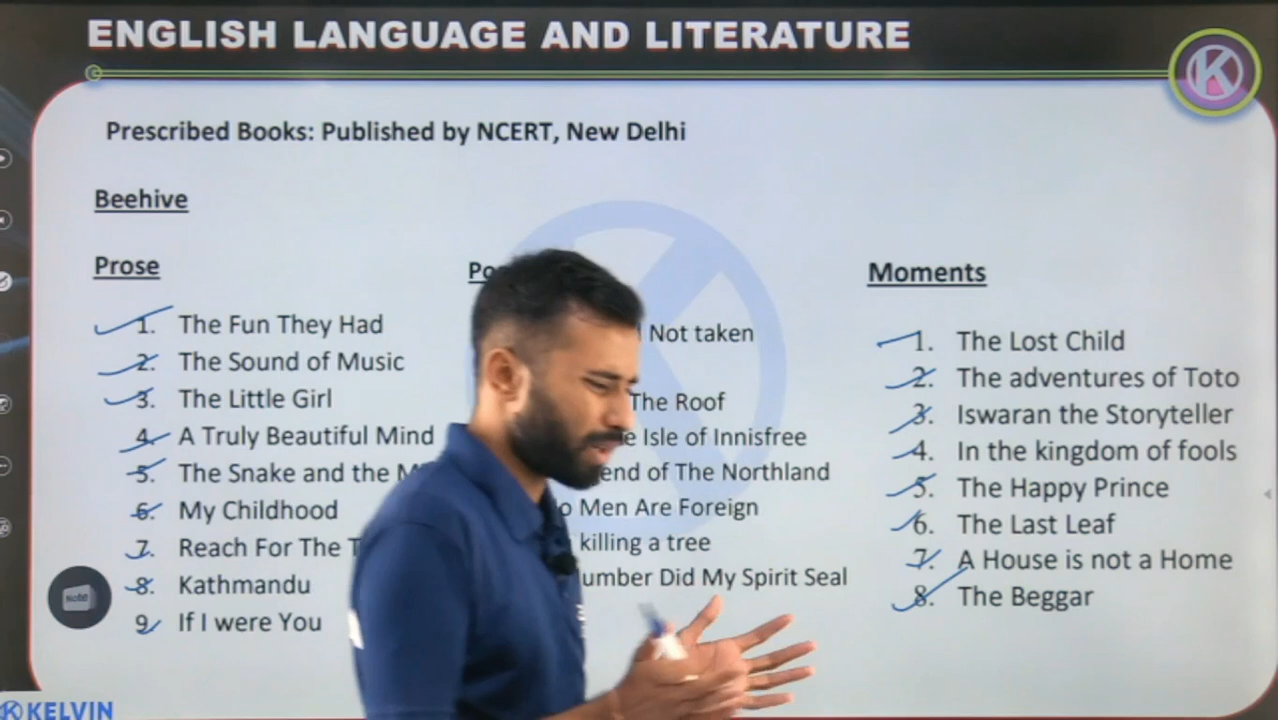 ENGLISH LANGUAGE AND LITERATURE
Prescribed Books: Published by NCERT, New Delhi
Beehive
Prose
1. The Fun They Had
2. The Sound of Music
3. The Little Girl
4. A Truly Beautiful Mind
5. The Snake and the
6. My Childhood
7. Reach For The
8. Kathmandu
9. If I were You
Not taken
The Roof
Isle of Innisfree
of The Northland
Men Are Foreign
killing a tree
Did My Spirit Seal
Moments
1. The Lost Child
2. The adventures of Toto
3. Iswaran the Storyteller
4. In the kingdom of fools
5. The Happy Prince
6. The Last Leaf
7. A House is not a Home
8. The Beggar
Note
KELVIN